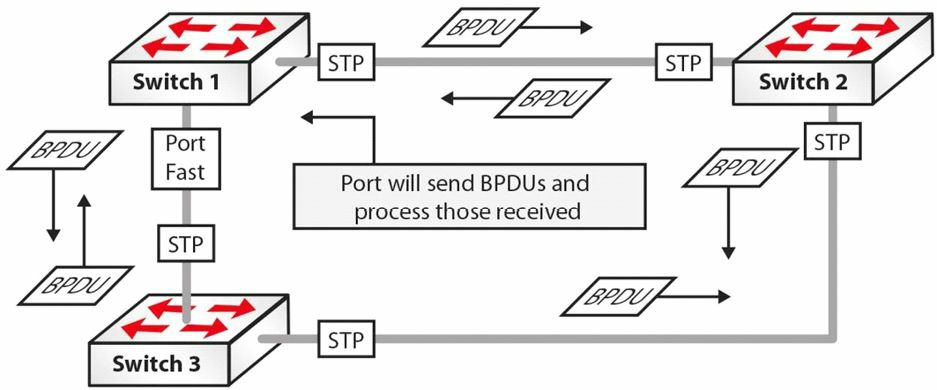 BPDU
STP
STP
Switch 1
Switch 2
BPDU
BPDU
Port
Fast
STP
BPDU
Port will send BPDUs and
process those received
STP
BPDU
BPDU
Switch 3
STP